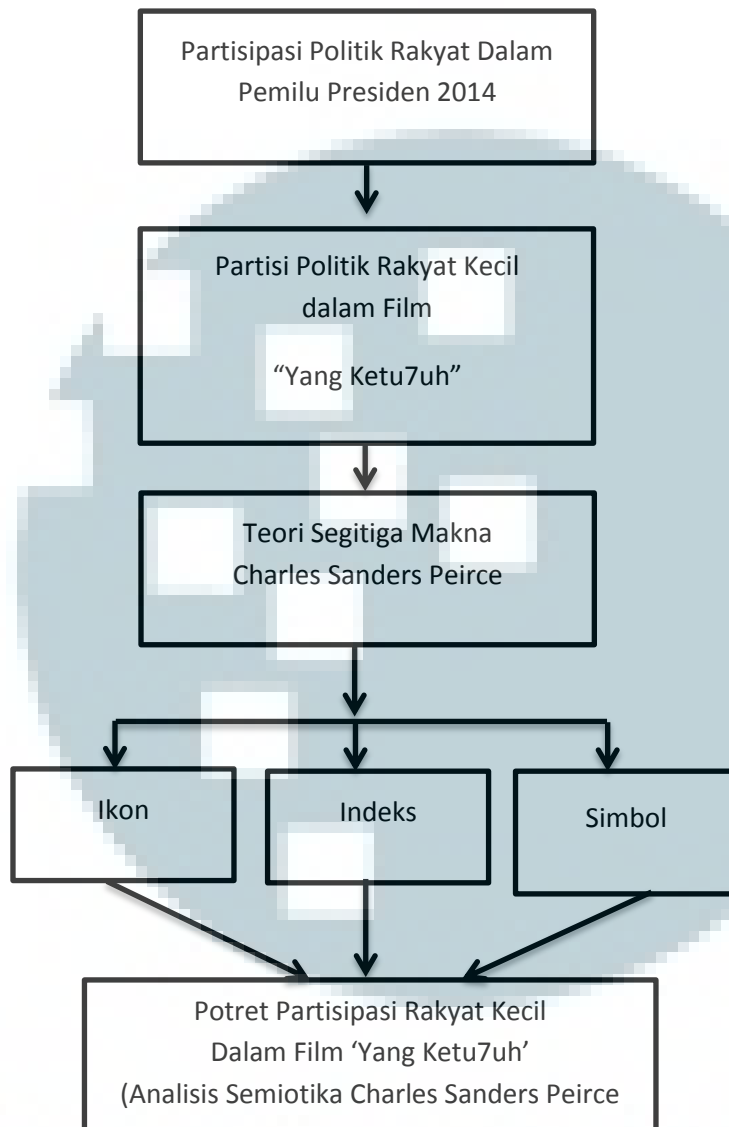 Partisipasi Politik Rakyat Dalam
Pemilu Presiden 2014
Partisi Politik Rakyat Kecil
dalam Film
“Yang Ketu7uh”
Teori Segitiga Makna
Charles Sanders Peirce
Ikon
Indeks
Simbol
Potret Partisipasi Rakyat Kecil
Dalam Film ‘Yang Ketu7uh’
(Analisis Semiotika Charles Sanders Peirce